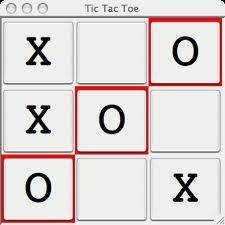 Tic Tac Toe
X O
X O
O X